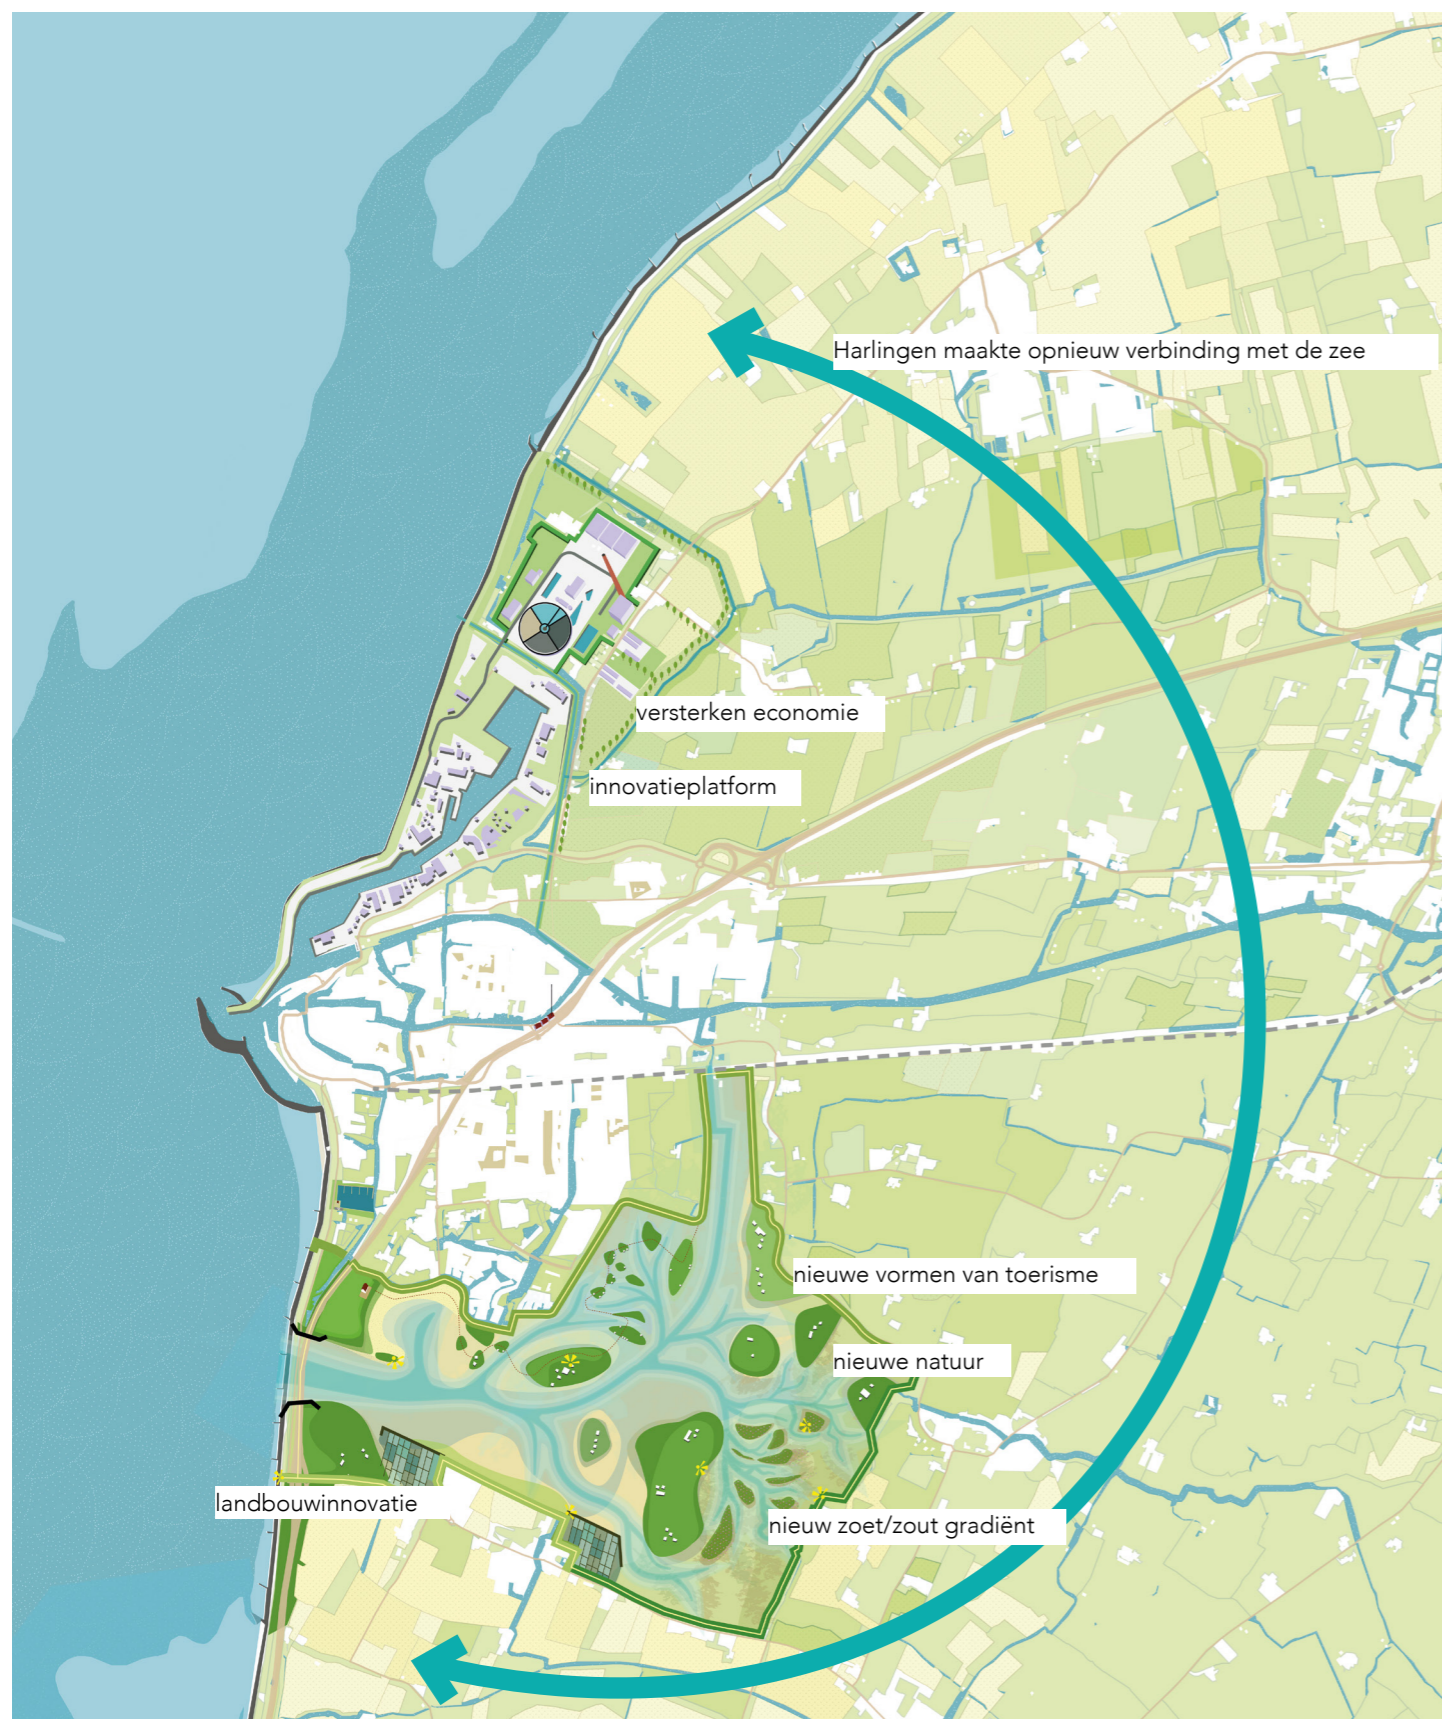 Harlingen maakte opnieuw verbinding met de zee
versterken economie
innovatieplatform
nieuwe vormen van toerisme
nieuwe natuur
landbouwinnovatie
nieuw zoet/zout gradiënt